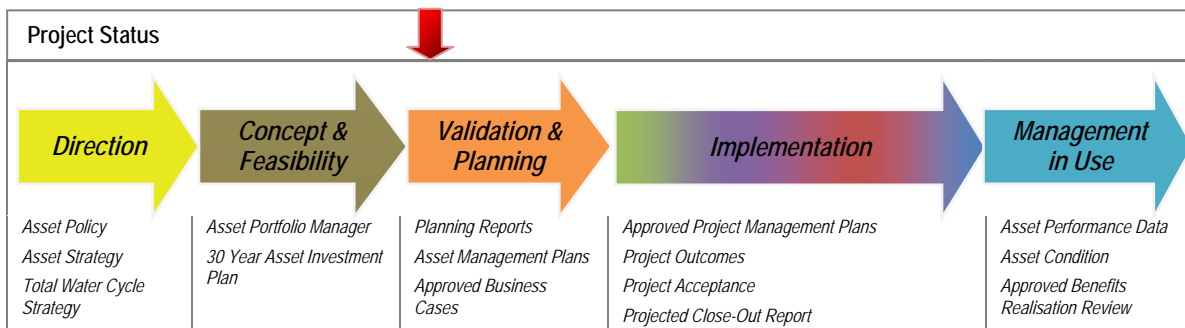 Project Status
Direction
Concept &
Feasibility
Validation &
Planning
Implementation
Management
in Use
Asset Policy
Asset Strategy
Total Water Cycle
Strategy
Asset Portfolio Manager
30 Year Asset Investment
Plan
Planning Reports
Asset Management Plans
Approved Business
Cases
Approved Project Management Plans
Project Outcomes
Project Acceptance
Projected Close-Out Report
Asset Performance Data
Asset Condition
Approved Benefits
Realisation Review